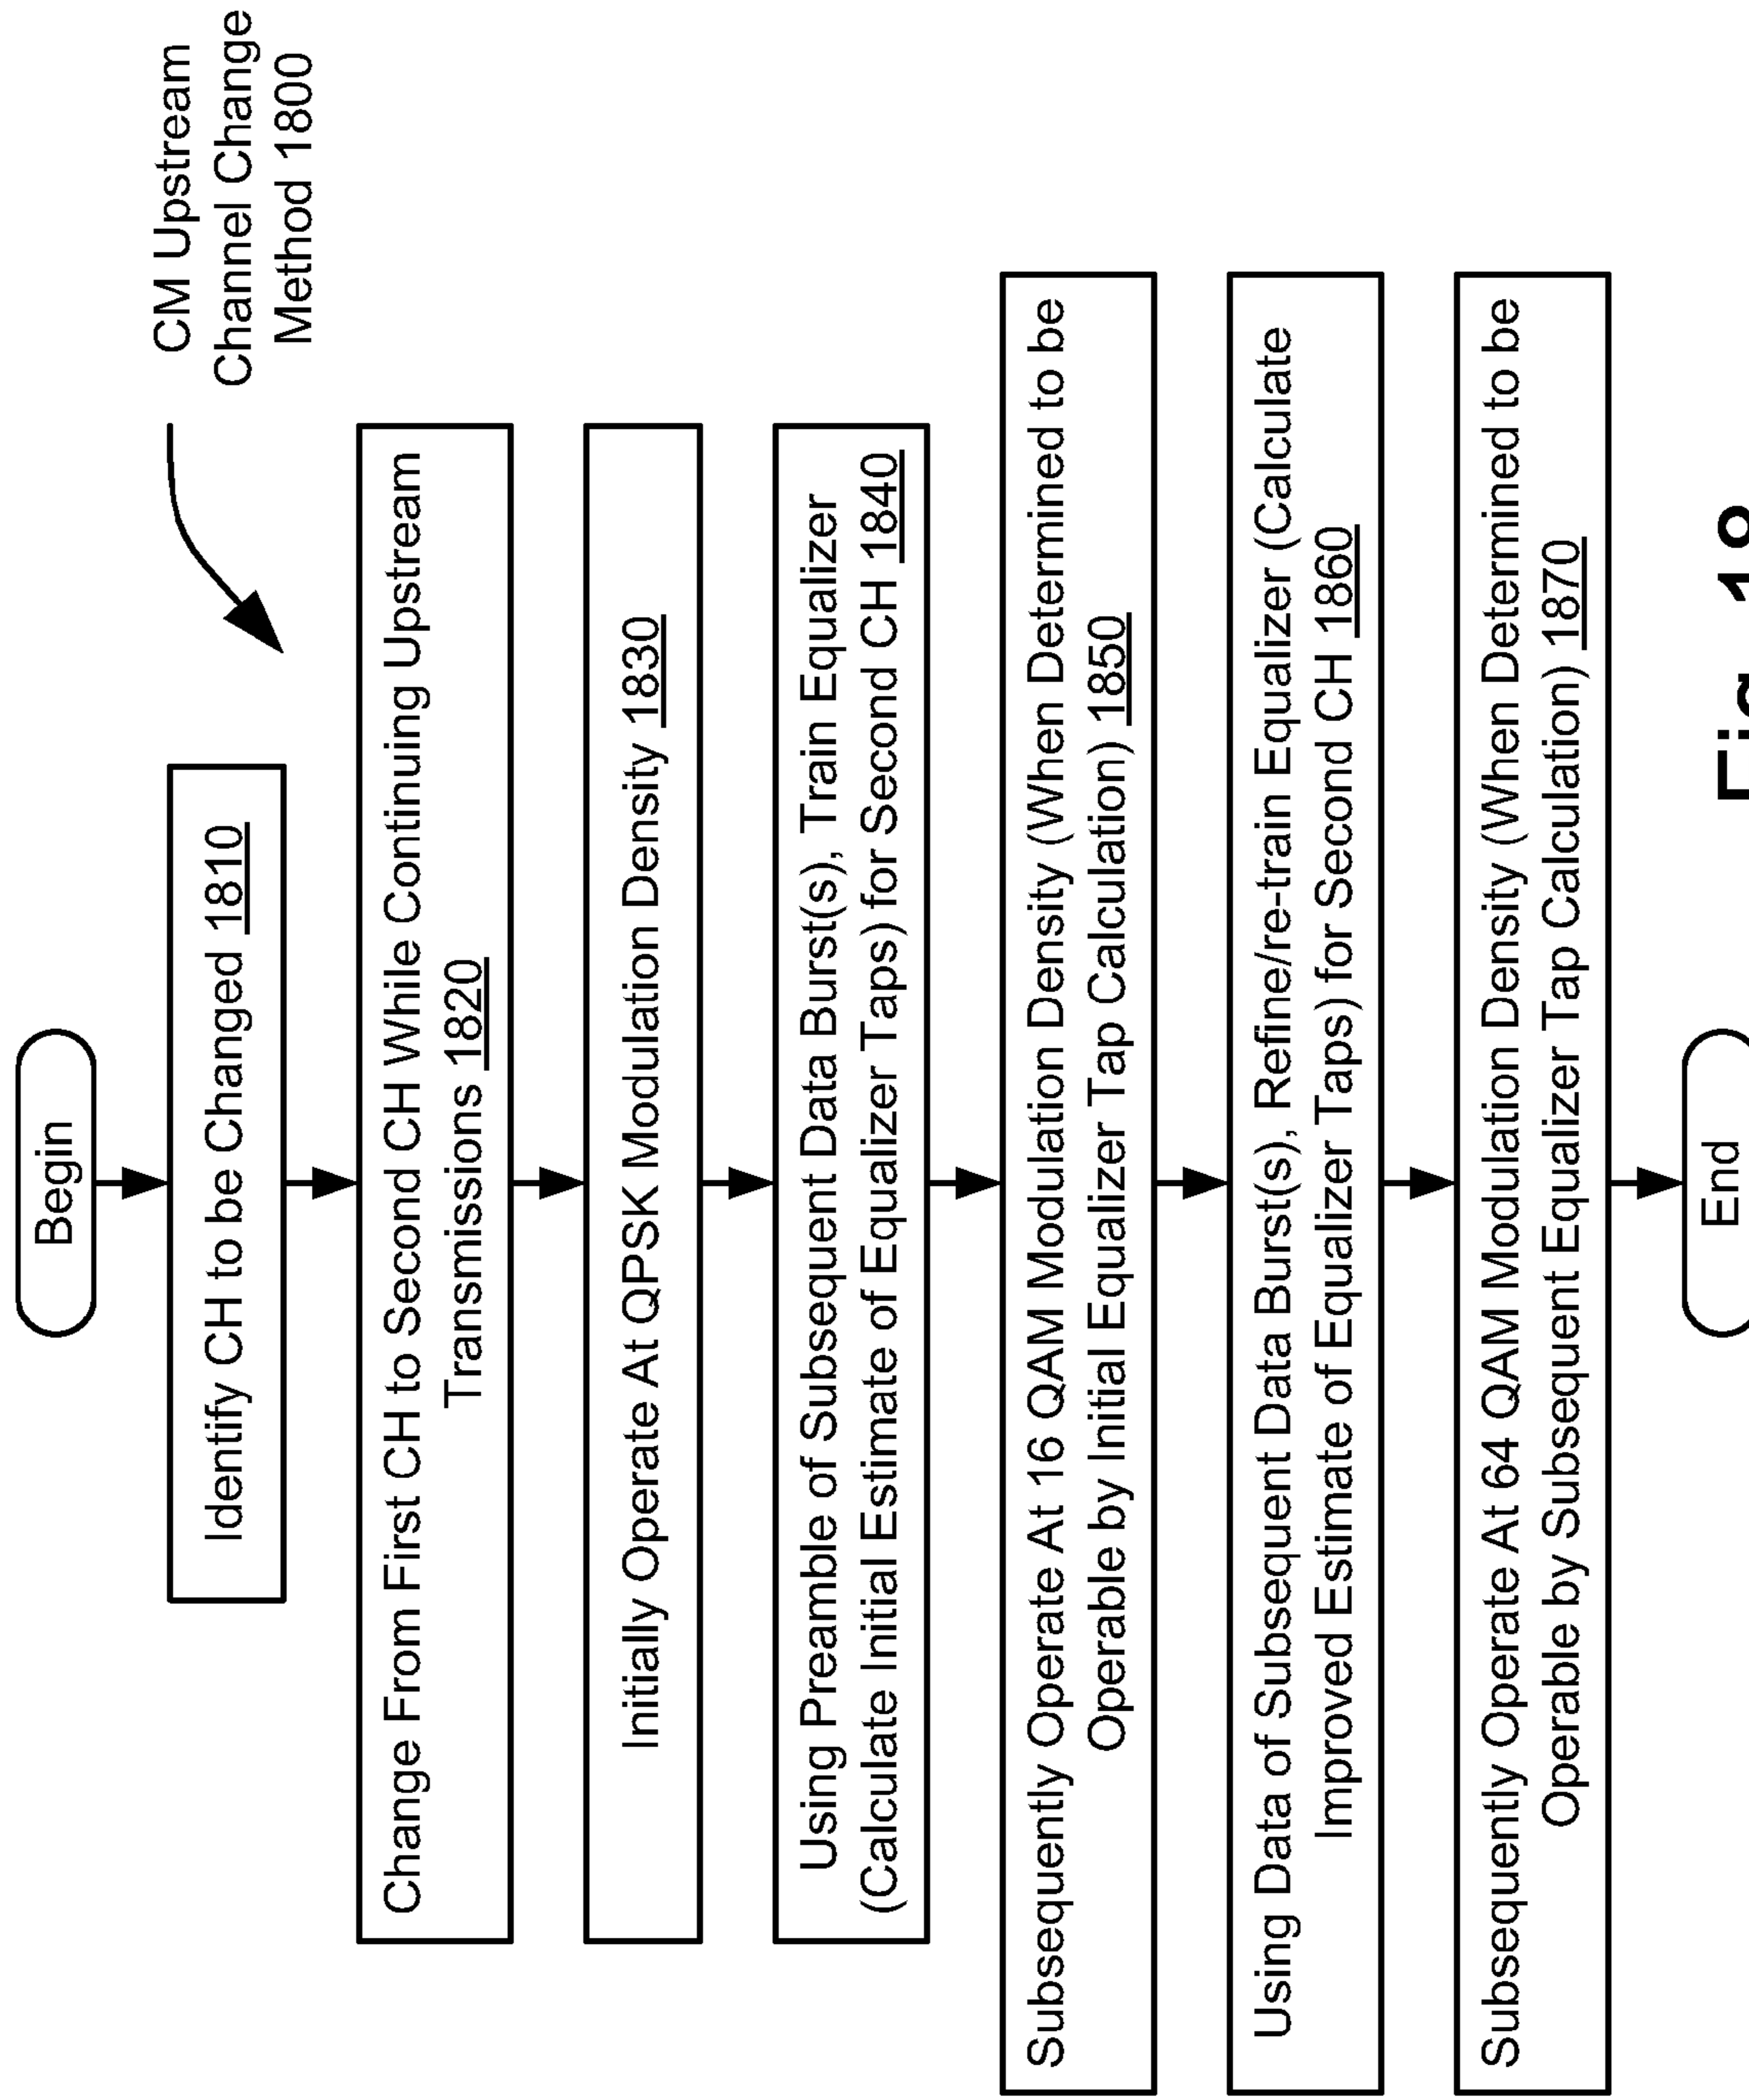 CM Upstream
Channel Change
Method 1800
Begin
Identify CH to be Changed 1810
Change From First CH to Second CH While Continuing Upstream
Transmissions 1820
Initially Operate At QPSK Modulation Density 1830
Using Preamble of Subsequent Data Burst(s), Train Equalizer
(Calculate Initial Estimate of Equalizer Taps) for Second CH 1840
Subsequently Operate At 16 QAM Modulation Density (When Determined to be
Operable by Initial Equalizer Tap Calculation) 1850
Using Data of Subsequent Data Burst(s), Refine/re-train Equalizer (Calculate
Improved Estimate of Equalizer Taps) for Second CH 1860
Subsequently Operate At 64 QAM Modulation Density (When Determined to be
Operable by Subsequent Equalizer Tap Calculation) 1870
End
Fig. 18